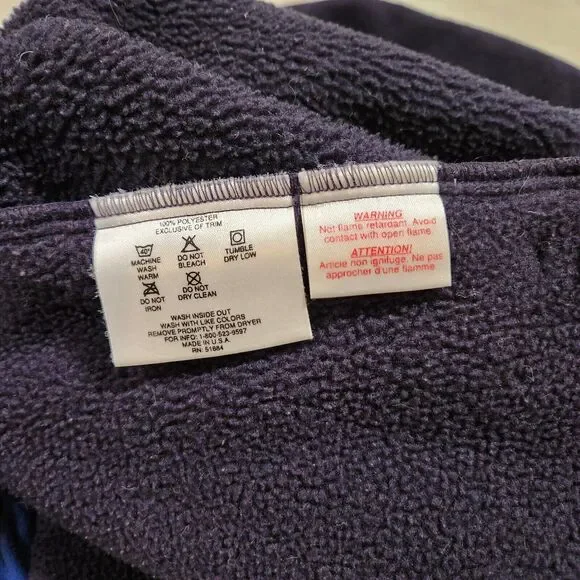 100% POLYESTER
EXCLUSIVE OF TRIM
40°
MACHINE WASH WARM
DO NOT BLEACH
TUMBLE DRY LOW
DO NOT IRON
DO NOT DRY CLEAN
WASH INSIDE OUT
WASH WITH LIKE COLORS
REMOVE PROMPTLY FROM DRYER
FOR INFO: 1-800-523-9597
MADE IN U.S.A.
RN: 51884
WARNING
Not flame retardant. Avoid
contact with open flame.
ATTENTION!
Article non ignifuge. Ne pas
approcher d'une flamme.